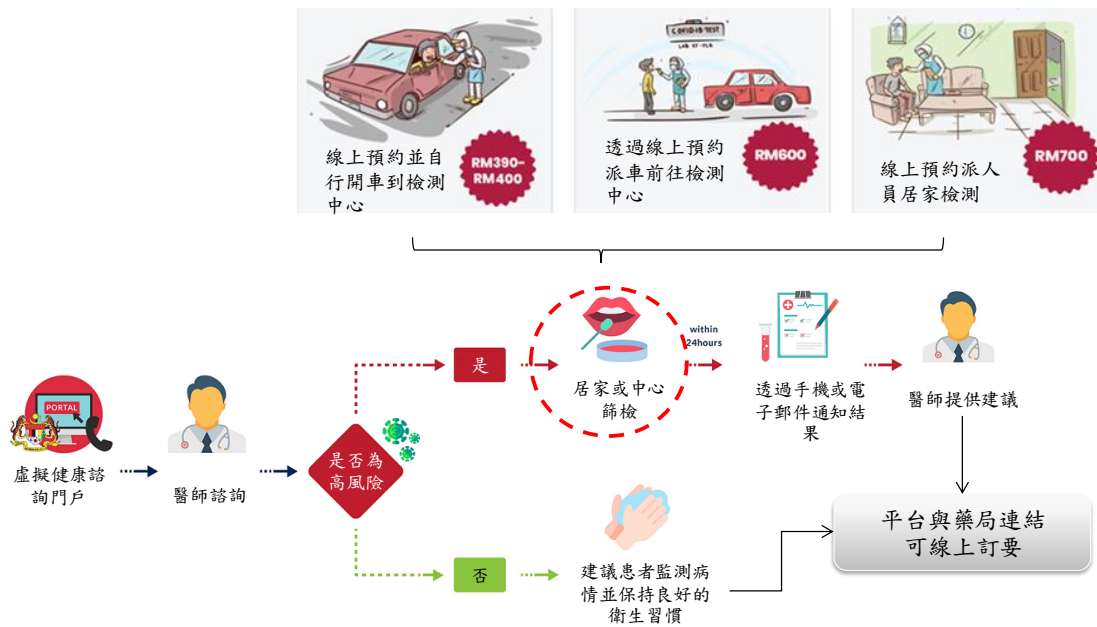 COVID-19 TEST
LAB RT-PCR
線上預約並自
行開車到檢測
中心
RM390-
RM400
透過線上預約
派車前往檢測
中心
RM600
線上預約派人
員居家檢測
RM700
是
居家或中心
篩檢
within
24hours
透過手機或電
子郵件通知結
果
醫師提供建議
PORTAL
虛擬健康諮
詢門戶
醫師諮詢
是否為
高風險
平台與藥局連結
可線上訂要
否
建議患者監測病
情並保持良好的
衛生習慣